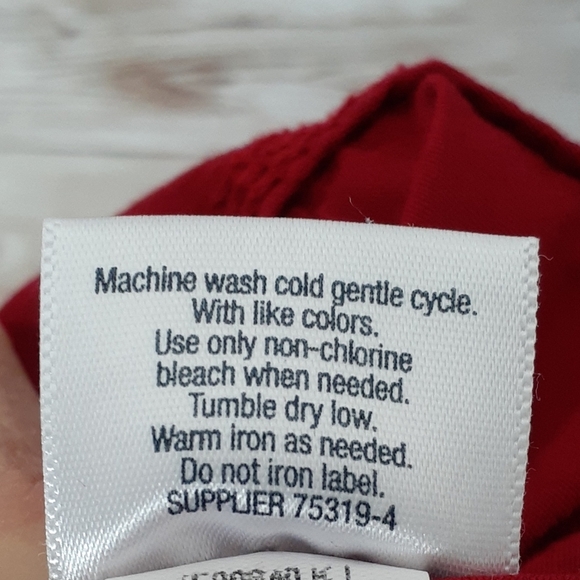 Machine wash cold gentle cycle.
With like colors.
Use only non-chlorine
bleach when needed.
Tumble dry low.
Warm iron as needed.
Do not iron label.
SUPPLIER 75319-4